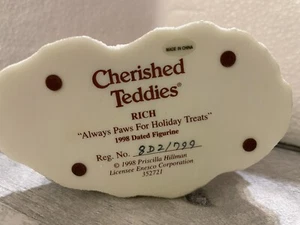 MADE IN CHINA
Cherished
Teddies®
RICH
"Always Paws For Holiday Treats"
1998 Dated Figurine
Reg. No. 8D2/799
© 1998 Priscilla Hillman
Licensee Enesco Corporation
352721